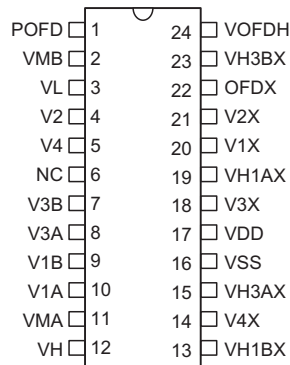 POFD 1 24 VOFDH
VMB 2 23 VH3BX
VL 3 22 OFDX
V2 4 21 V2X
V4 5 20 V1X
NC 6 19 VH1AX
V3B 7 18 V3X
V3A 8 17 VDD
V1B 9 16 VSS
V1A 10 15 VH3AX
VMA 11 14 V4X
VH 12 13 VH1BX